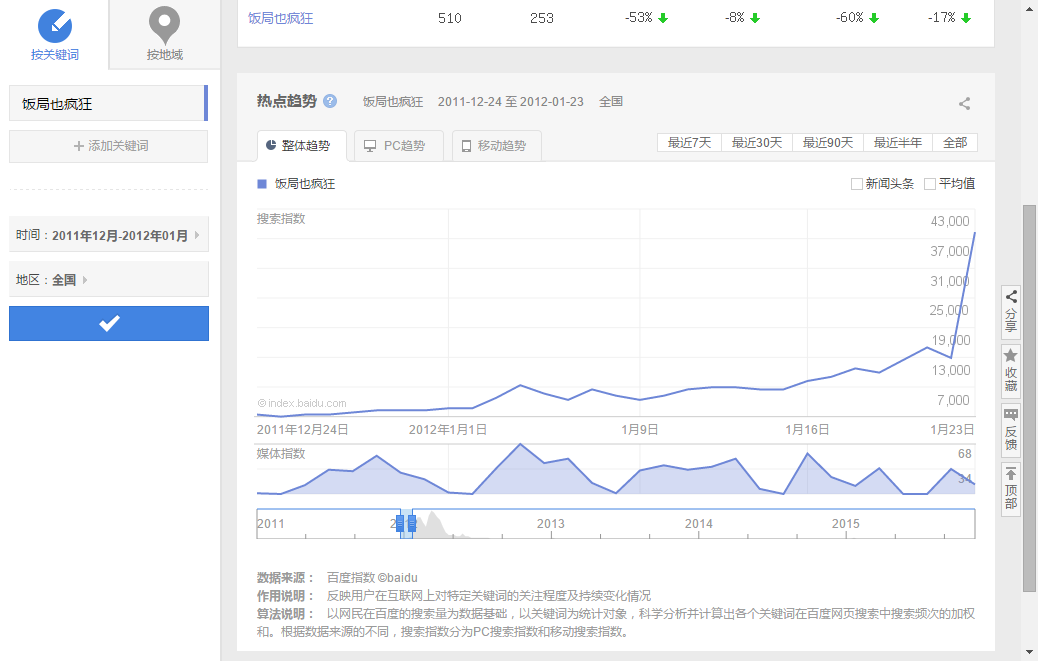 按关键词
按地域
饭局也疯狂
+ 添加关键词
时间：2011年12月-2012年01月
地区：全国
饭局也疯狂 510 253 -53% -8% -60% -17%
热点趋势 ? 饭局也疯狂 2011-12-24 至 2012-01-23 全国
整体趋势 PC趋势 移动趋势 最近7天 最近30天 最近90天 最近半年 全部
饭局也疯狂 新闻头条 平均值
搜索指数
43,000
37,000
31,000
25,000
19,000
13,000
7,000
©index.baidu.com
2011年12月24日 2012年1月1日 1月9日 1月16日 1月23日
媒体指数
68
34
2011 2013 2014 2015
数据来源： 百度指数 ©baidu
作用说明： 反映用户在互联网上对特定关键词的关注程度及持续变化情况
算法说明： 以网民在百度的搜索量为数据基础，以关键词为统计对象，科学分析并计算出各个关键词在百度网页搜索中搜索频次的加权
和。根据数据来源的不同，搜索指数分为PC搜索指数和移动搜索指数。
分享
收藏
反馈
顶部